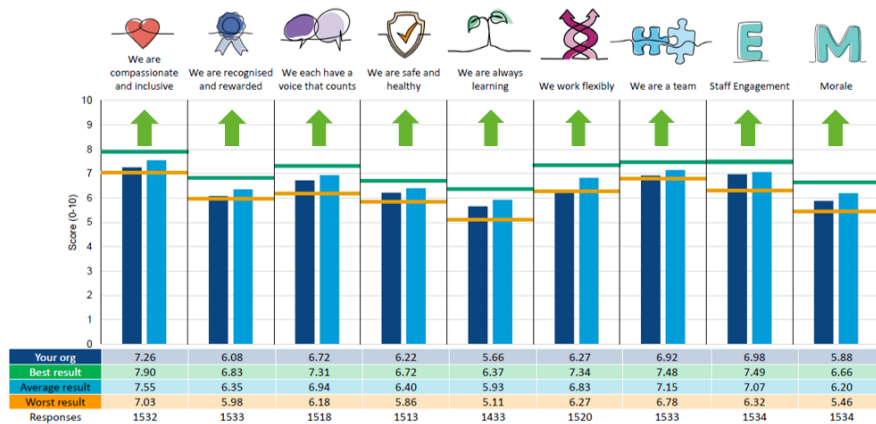 We are
compassionate
and inclusive
We are recognised
and rewarded
We each have a
voice that counts
We are safe and
healthy
We are always
learning
We work flexibly
We are a team
E
Staff Engagement
M
Morale
Score (0-10)
10
9
8
7
6
5
4
3
2
1
0
Your org 7.26 6.08 6.72 6.22 5.66 6.27 6.92 6.98 5.88
Best result 7.90 6.83 7.31 6.72 6.37 7.34 7.48 7.49 6.66
Average result 7.55 6.35 6.94 6.40 5.93 6.83 7.15 7.07 6.20
Worst result 7.03 5.98 6.18 5.86 5.11 6.27 6.78 6.32 5.46
Responses 1532 1533 1518 1513 1433 1520 1533 1534 1534